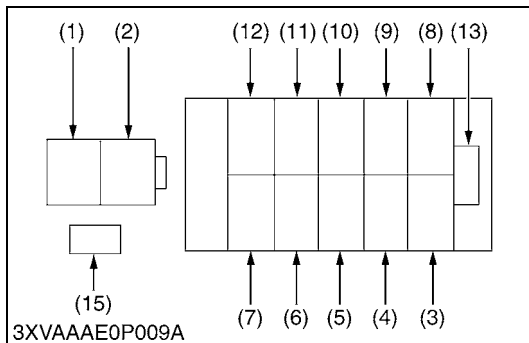 (1) (2) (12) (11) (10) (9) (8) (13)
(15) (7) (6) (5) (4) (3)
3XVAAAE0P009A